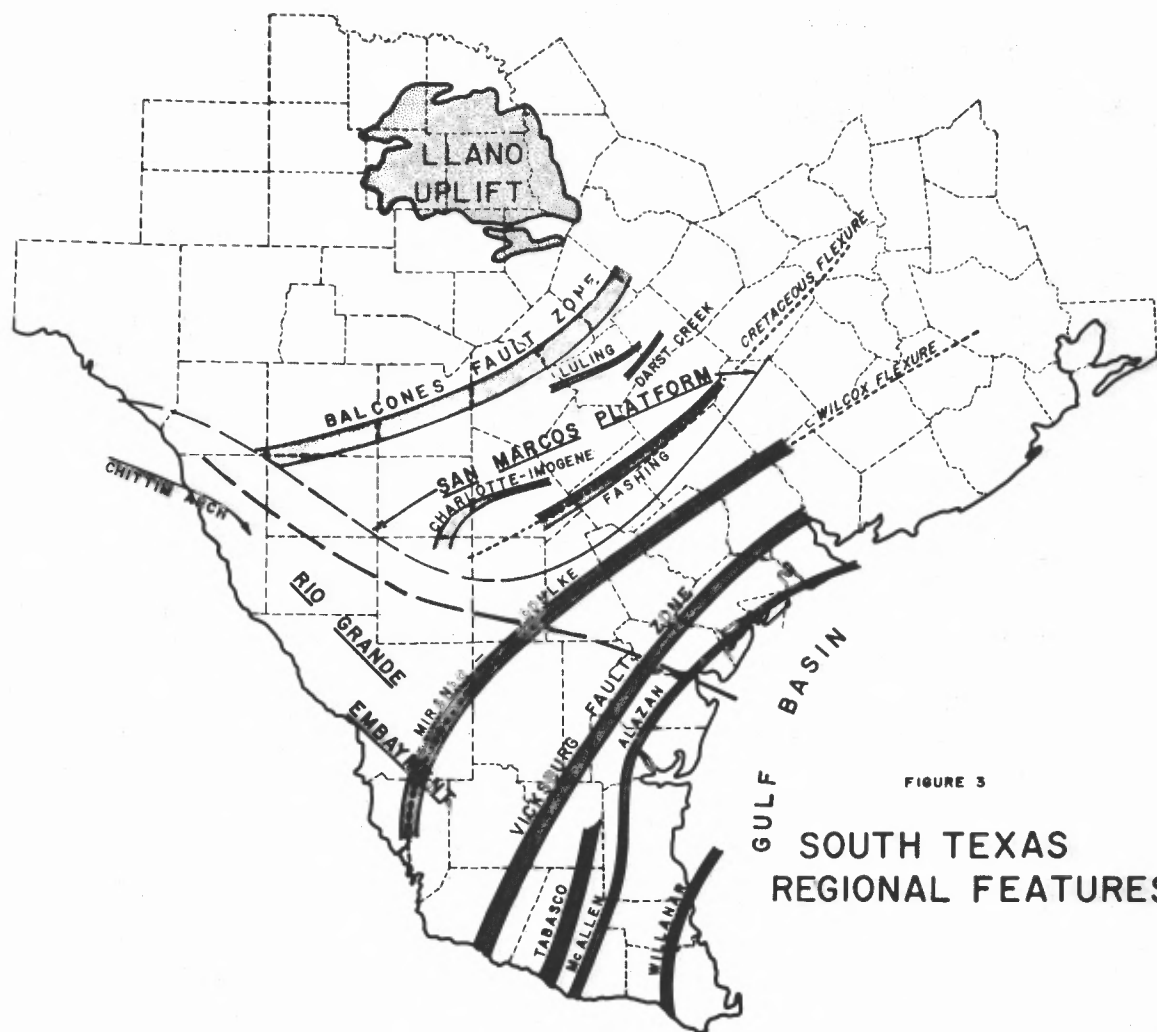 LLANO
UPLIFT
BALCONES FAULT ZONE
LULING
DARST CREEK
CRETACEOUS FLEXURE
WILCOX FLEXURE
SAN MARCOS PLATFORM
CHARLOTTE-IMOGENE
FASHING
CHITTIM ARCH
RIO
GRANDE
EMBAYMENT
MIRANDO
VICKSBURG FAULT ZONE
ALAZAN
TABASCO
McALLEN
WILLAMAR
GULF BASIN
FIGURE 3
SOUTH TEXAS
REGIONAL FEATURES